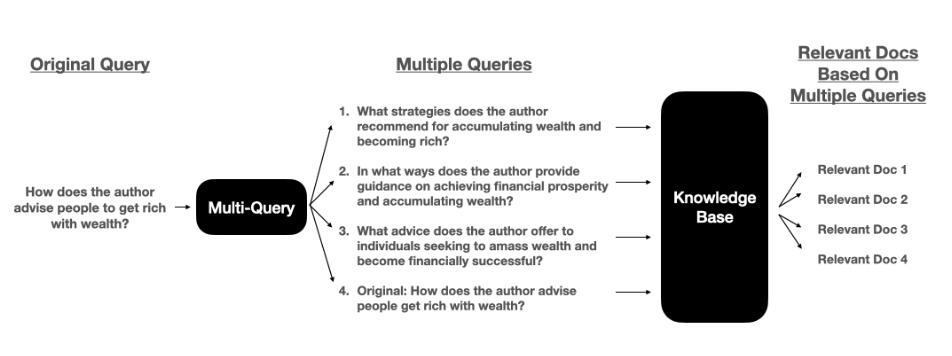 Original Query
Multiple Queries
Relevant Docs
Based On
Multiple Queries
How does the author
advise people to get rich
with wealth?
Multi-Query
1. What strategies does the author
recommend for accumulating wealth and
becoming rich?
2. In what ways does the author provide
guidance on achieving financial prosperity
and accumulating wealth?
3. What advice does the author offer to
individuals seeking to amass wealth and
become financially successful?
4. Original: How does the author advise
people get rich with wealth?
Knowledge
Base
Relevant Doc 1
Relevant Doc 2
Relevant Doc 3
Relevant Doc 4